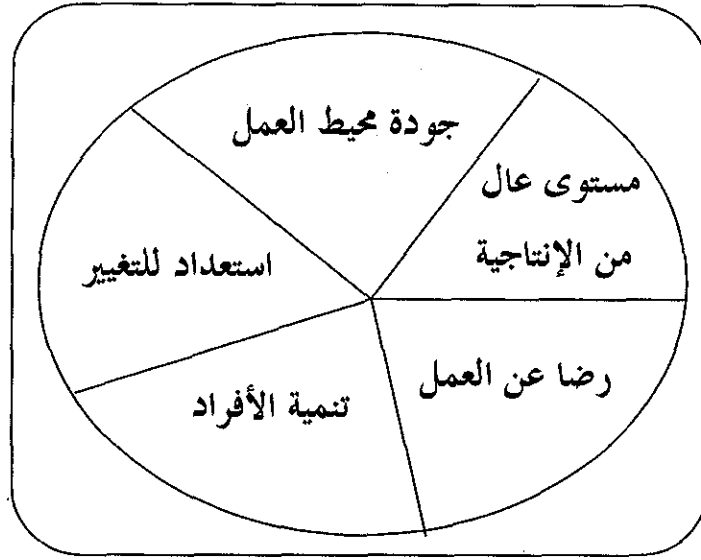 جودة محيط العمل
مستوى عال
من الإنتاجية
استعداد للتغيير
رضا عن العمل
تنمية الأفراد